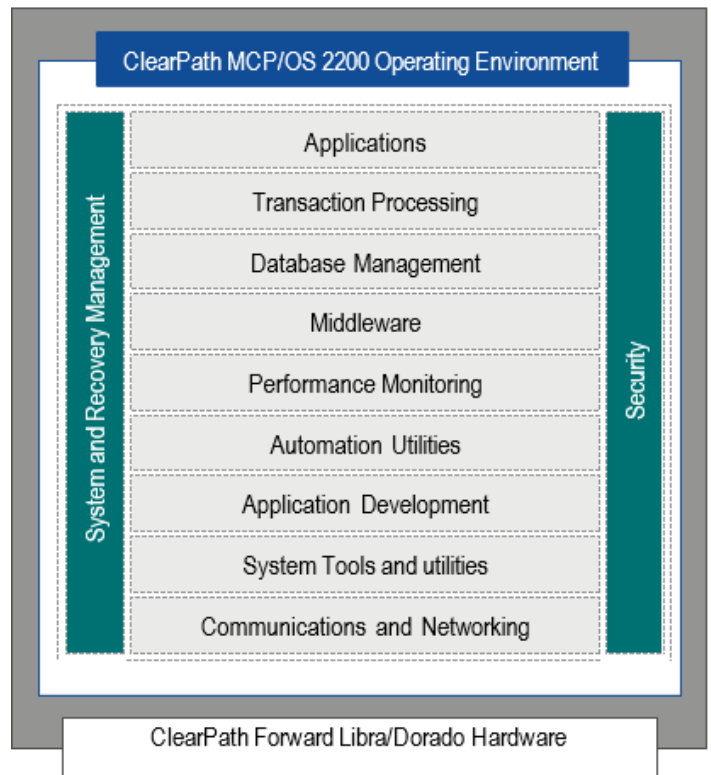 ClearPath MCP/OS 2200 Operating Environment
System and Recovery Management
Applications
Transaction Processing
Database Management
Middleware
Performance Monitoring
Automation Utilities
Application Development
System Tools and utilities
Communications and Networking
Security
ClearPath Forward Libra/Dorado Hardware